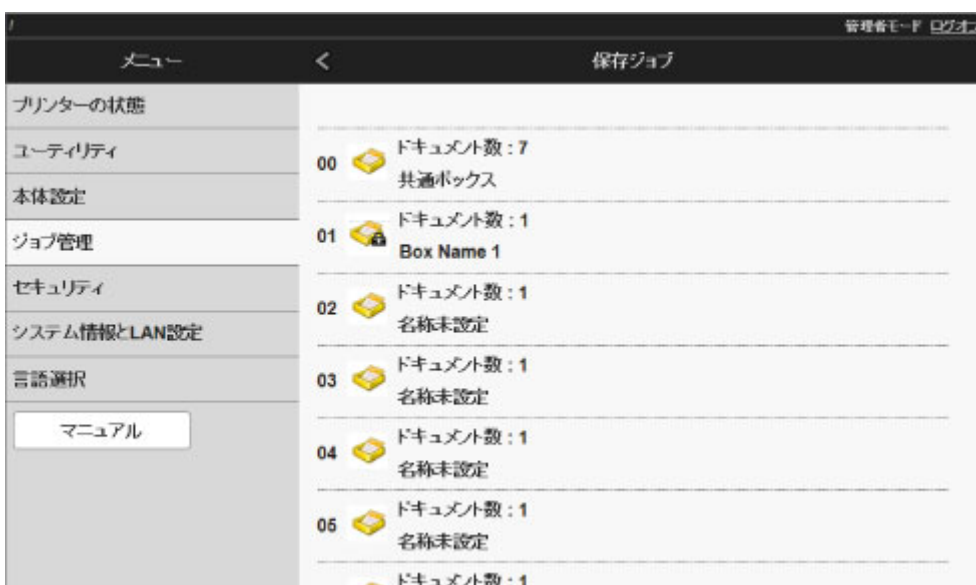 /
管理者モード ログオ
メニュー
<
保存ジョブ
プリンターの状態
ユーティリティ
本体設定
ジョブ管理
セキュリティ
システム情報とLAN設定
言語選択
マニュアル
00
ドキュメント数 : 7
共通ボックス
01
ドキュメント数 : 1
Box Name 1
02
ドキュメント数 : 1
名称未設定
03
ドキュメント数 : 1
名称未設定
04
ドキュメント数 : 1
名称未設定
05
ドキュメント数 : 1
名称未設定
ドキュメント数 : 1